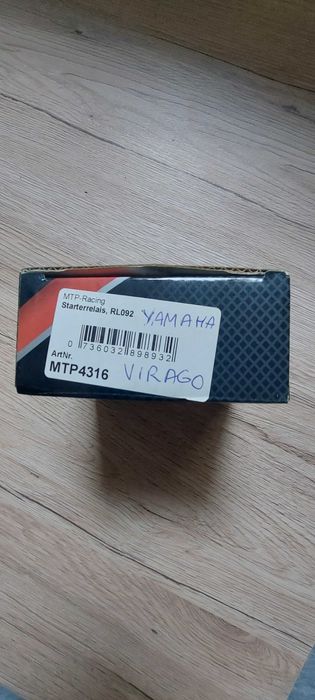 MTP-Racing
Starterrelais, RL092 YAMAHA
0 736032 898932
ArtNr.
MTP4316 VIRAGO